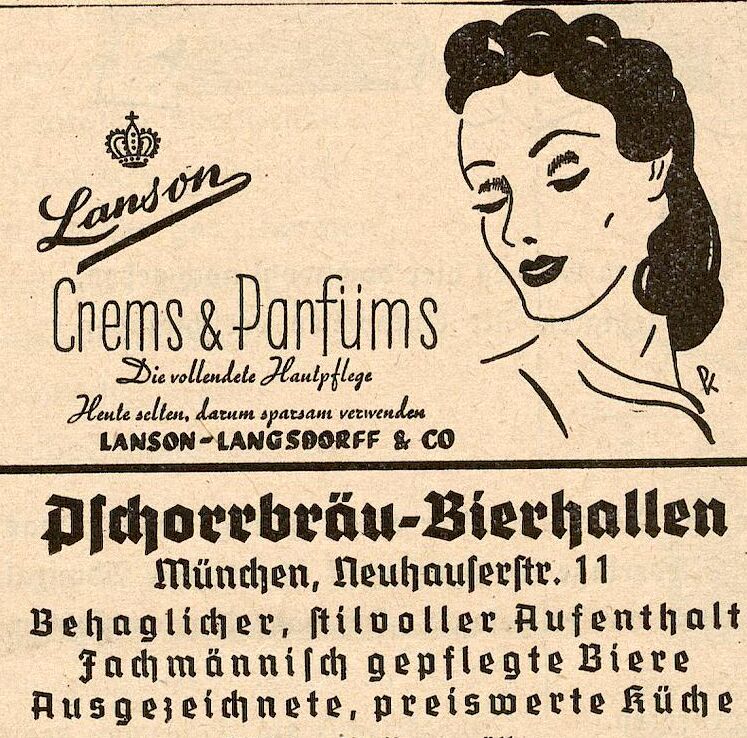 Lanson
Crems & Parfüms
Die vollendete Hautpflege
Heute selten, darum sparsam verwenden
LANSON-LANGSDORFF & CO
PK
Pschorrbräu-Bierhallen
München, Neuhauserstr. 11
Behaglicher, stilvoller Aufenthalt
Fachmännisch gepflegte Biere
Ausgezeichnete, preiswerte Küche